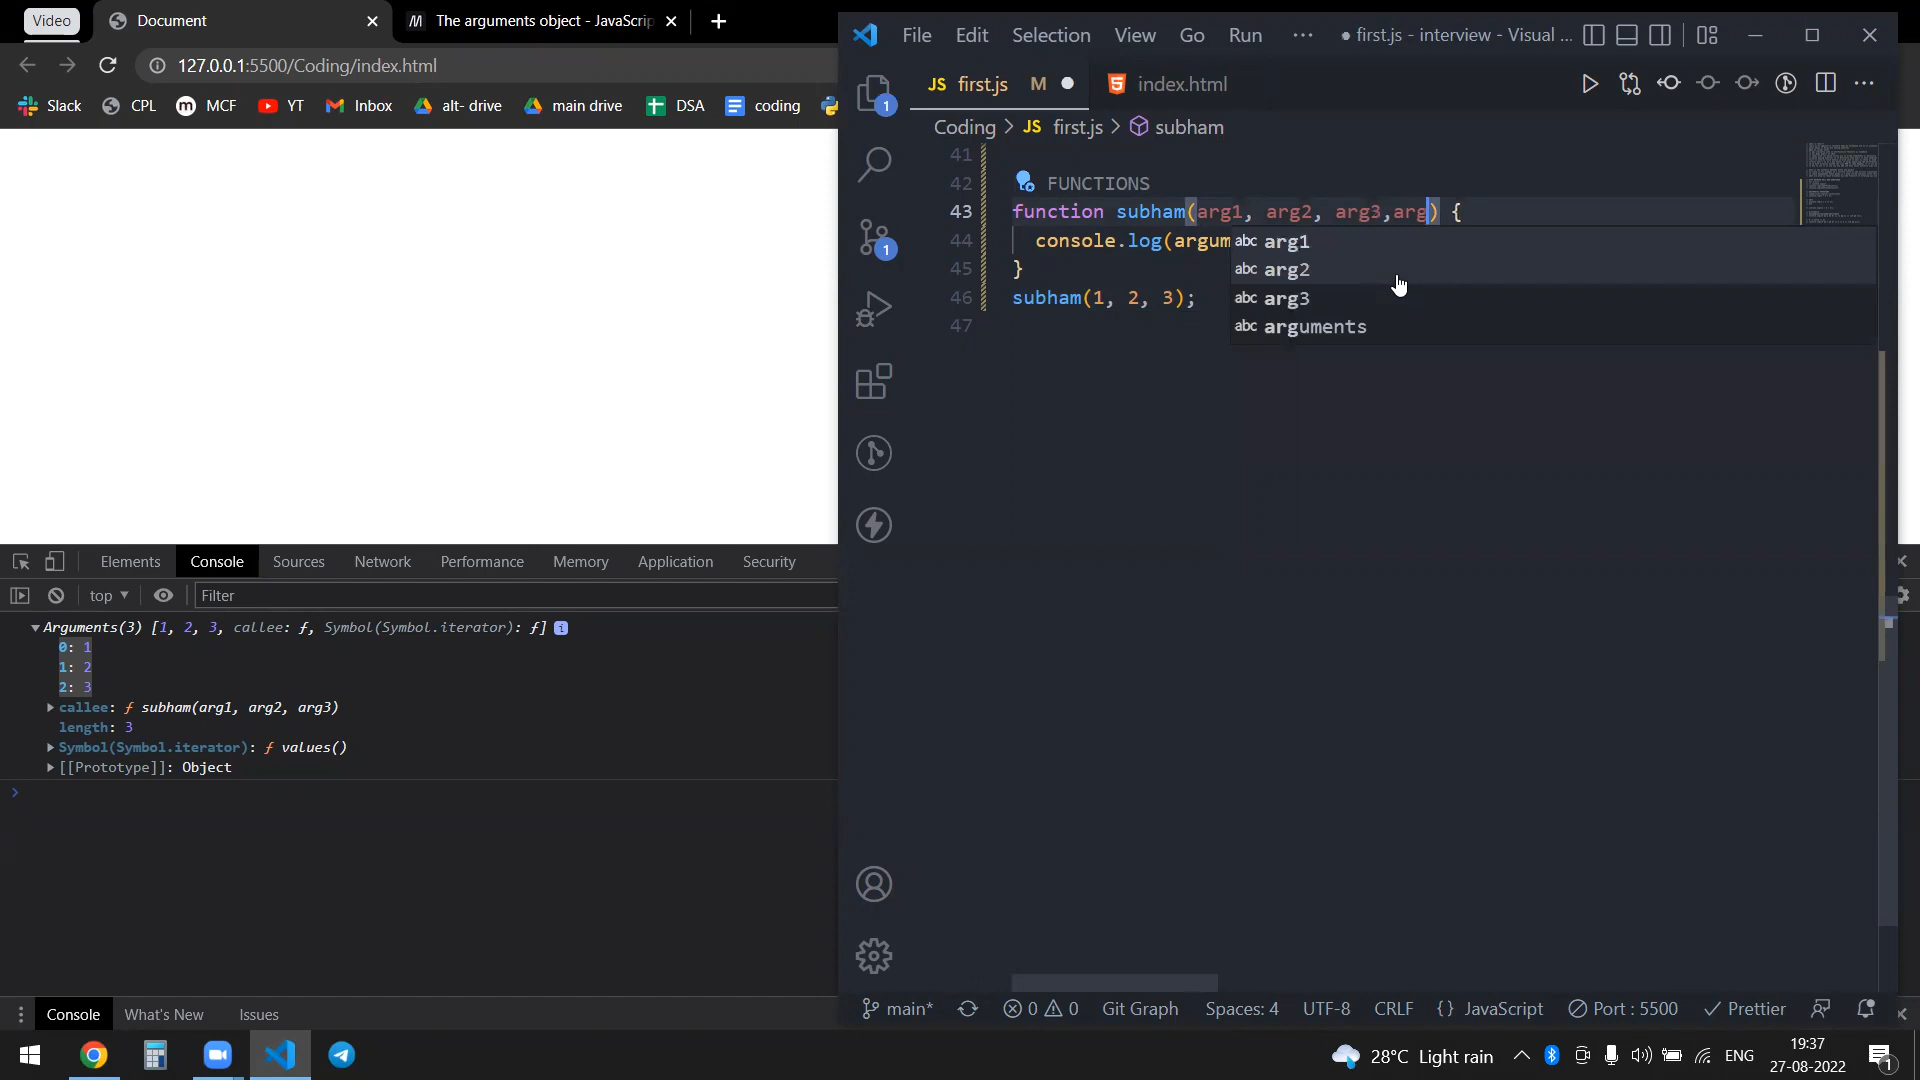 Video
Document
The arguments object - JavaScrip
127.0.0.1:5500/Coding/index.html
Slack
CPL
MCF
YT
Inbox
alt- drive
main drive
DSA
coding
Elements
Console
Sources
Network
Performance
Memory
Application
Security
top
Filter
Arguments(3) [1, 2, 3, callee: ƒ, Symbol(Symbol.iterator): ƒ]
0: 1
1: 2
2: 3
callee: ƒ subham(arg1, arg2, arg3)
length: 3
Symbol(Symbol.iterator): ƒ values()
[[Prototype]]: Object
Console
What's New
Issues
File
Edit
Selection
View
Go
Run
first.js - interview - Visual ...
JS first.js M
index.html
Coding > JS first.js > subham
41
42 FUNCTIONS
43 function subham(arg1, arg2, arg3,arg) {
44 console.log(argum
45 }
46 subham(1, 2, 3);
47
abc arg1
abc arg2
abc arg3
abc arguments
1
1
main*
0
0
Git Graph
Spaces: 4
UTF-8
CRLF
{} JavaScript
Port : 5500
Prettier
28°C Light rain
ENG
19:37
27-08-2022
1